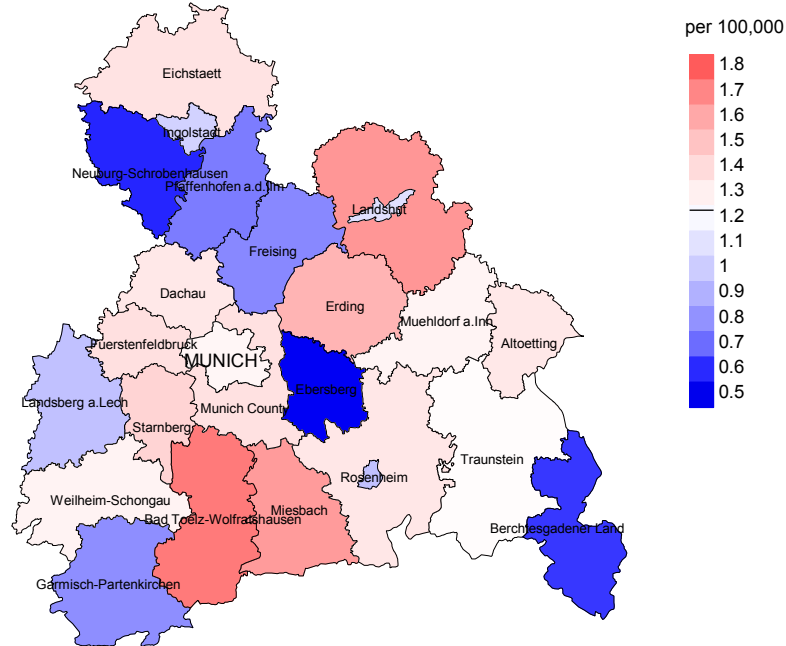 per 100,000
1.8
1.7
1.6
1.5
1.4
1.3
1.2
1.1
1
0.9
0.8
0.7
0.6
0.5
Eichstaett
Ingolstadt
Neuburg-Schrobenhausen
Pfaffenhofen a.d.Ilm
Landshut
Freising
Dachau
Erding
Muehldorf a.Inn
Altoetting
Fuerstenfeldbruck
MUNICH
Ebersberg
Landsberg a.Lech
Munich County
Starnberg
Traunstein
Rosenheim
Weilheim-Schongau
Miesbach
Bad Toelz-Wolfratshausen
Berchtesgadener Land
Garmisch-Partenkirchen